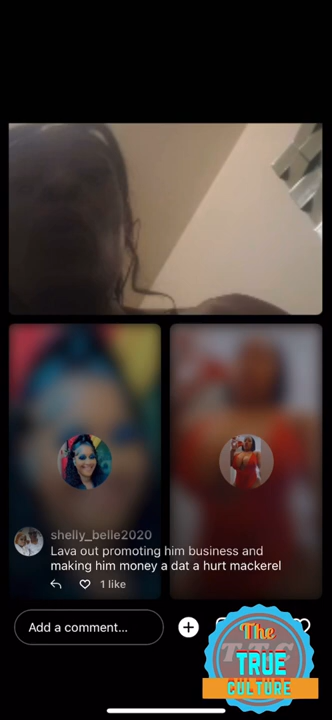 shelly_belle2020
Lava out promoting him business and
making him money a dat a hurt mackerel
1 like
Add a comment...
The
TTC
TRUE
CULTURE